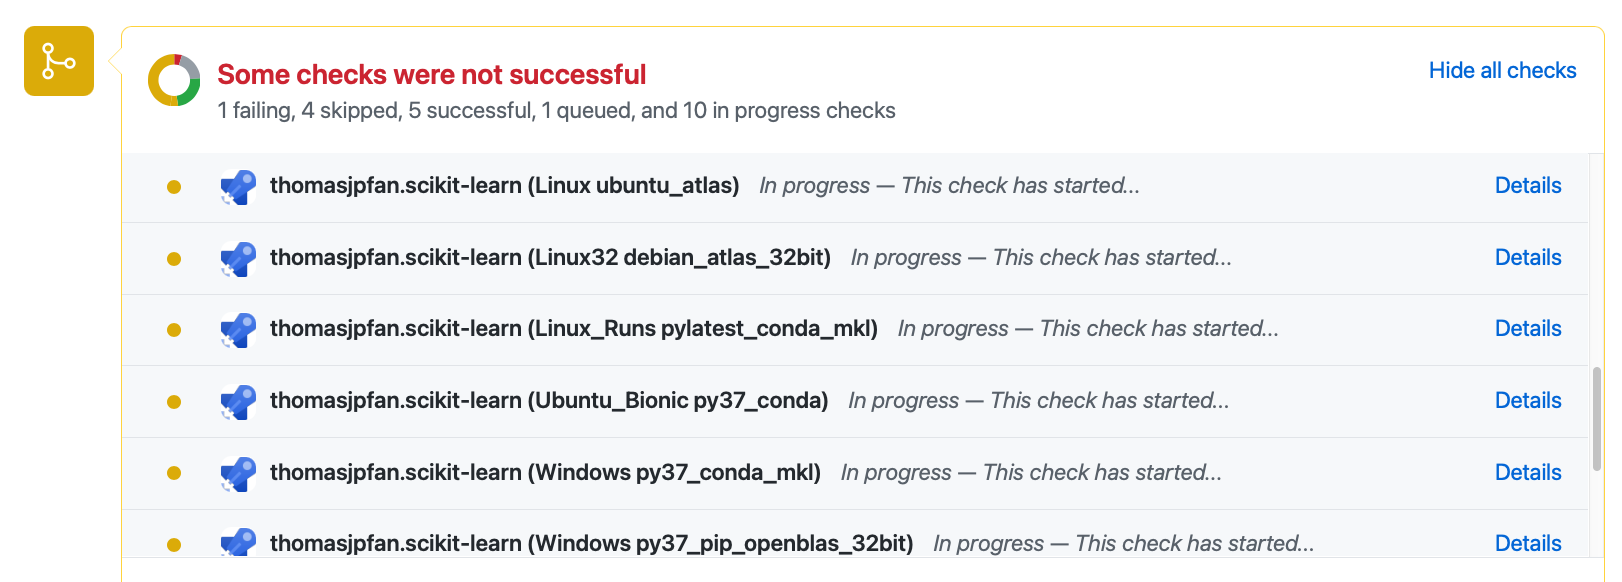 Some checks were not successful
Hide all checks
1 failing, 4 skipped, 5 successful, 1 queued, and 10 in progress checks
thomasjpfan.scikit-learn (Linux ubuntu_atlas) In progress — This check has started... Details
thomasjpfan.scikit-learn (Linux32 debian_atlas_32bit) In progress — This check has started... Details
thomasjpfan.scikit-learn (Linux_Runs pylatest_conda_mkl) In progress — This check has started... Details
thomasjpfan.scikit-learn (Ubuntu_Bionic py37_conda) In progress — This check has started... Details
thomasjpfan.scikit-learn (Windows py37_conda_mkl) In progress — This check has started... Details
thomasjpfan.scikit-learn (Windows py37_pip_openblas_32bit) In progress — This check has started... Details